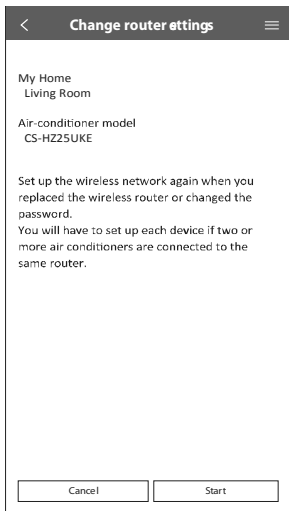 Change router settings
My Home
Living Room
Air-conditioner model
CS-HZ25UKE
Set up the wireless network again when you
replaced the wireless router or changed the
password.
You will have to set up each device if two or
more air conditioners are connected to the
same router.
Cancel
Start